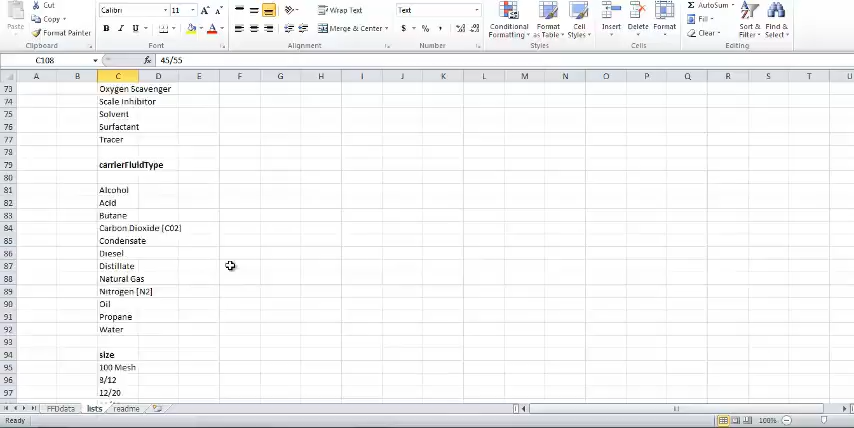 Cut
Calibri 11 A A
Wrap Text
Text
Σ AutoSum
Copy
Paste
Format Painter
B I U A
Merge & Center
$ % ,
Conditional Format Cell
Formatting as Table Styles
Insert Delete Format
Fill
Clear
Sort & Find &
Filter Select
Clipboard
Font
Alignment
Number
Styles
Cells
Editing
C108
fx
45/55
A B C D E F G H I J K L M N O P Q R S T U
73 Oxygen Scavenger
74 Scale Inhibitor
75 Solvent
76 Surfactant
77 Tracer
78
79 carrierFluidType
80
81 Alcohol
82 Acid
83 Butane
84 Carbon Dioxide [C02]
85 Condensate
86 Diesel
87 Distillate
88 Natural Gas
89 Nitrogen [N2]
90 Oil
91 Propane
92 Water
93
94 size
95 100 Mesh
96 8/12
97 12/20
FFDdata lists readme
Ready
100%